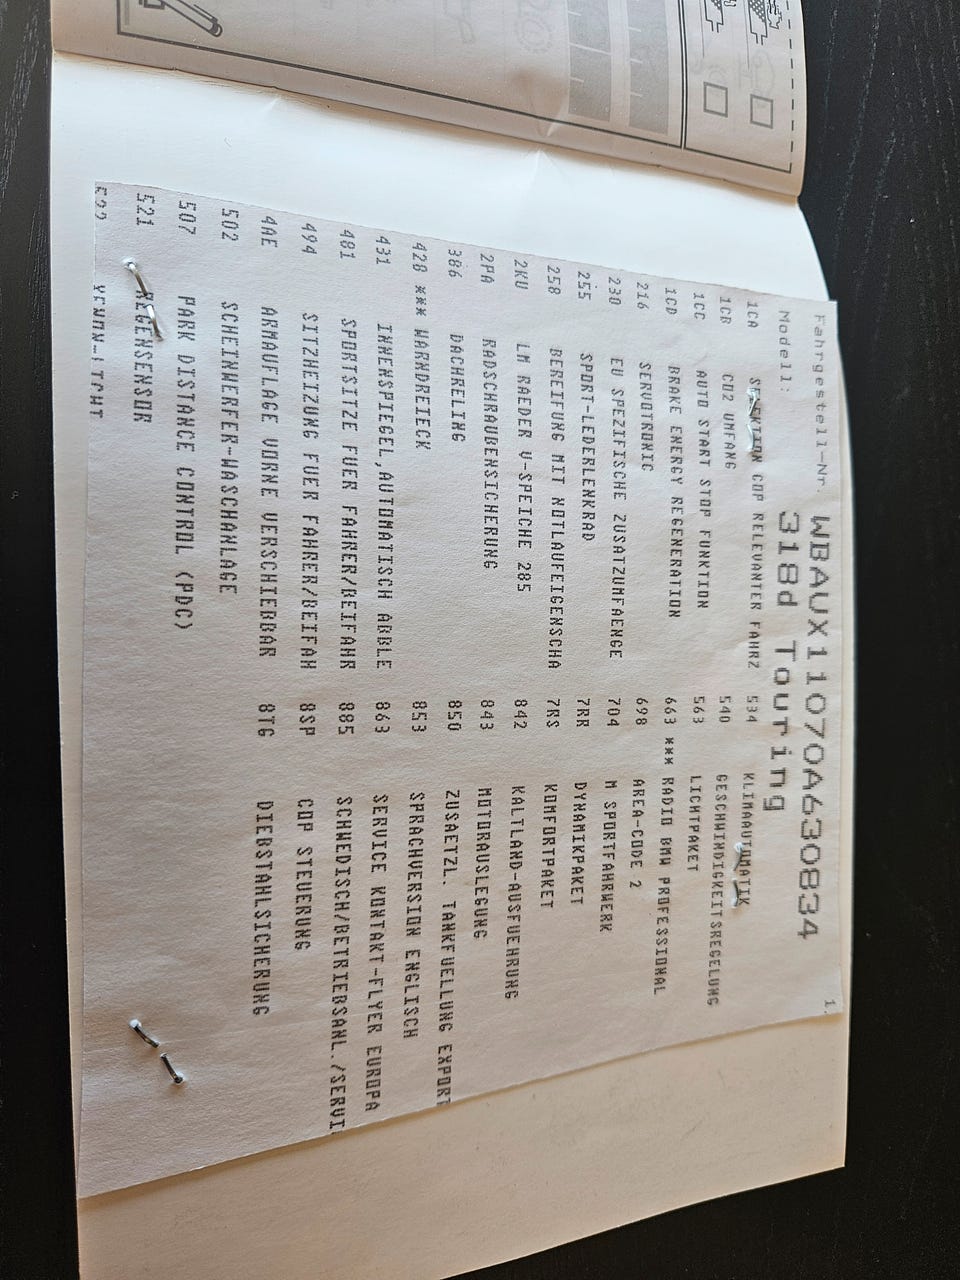 Fahrgestell-Nr. WBAUX11070A630834 1.
Modell: 318d Touring
1CA SELEKTION COP RELEVANTER FAHRZ 534 KLIMAAUTOMATIK
1CB CO2 UMFANG 540 GESCHWINDIGKEITSREGELUNG
1CC AUTO START STOP FUNKTION 563 LICHTPAKET
1CD BRAKE ENERGY REGENERATION 663 *** RADIO BMW PROFESSIONAL
216 SERVOTRONIC 698 AREA-CODE 2
230 EU SPEZIFISCHE ZUSATZUMFAENGE 704 M SPORTFAHRWERK
255 SPORT-LEDERLENKRAD 7RR DYNAMIKPAKET
258 BEREIFUNG MIT NOTLAUFEIGENSCHA 7RS KOMFORTPAKET
2KU LM RAEDER V-SPEICHE 285 842 KALTLAND-AUSFUEHRUNG
2PA RADSCHRAUBENSICHERUNG 843 MOTORAUSLEGUNG
386 DACHRELING 850 ZUSAETZL. TANKFUELLUNG EXPORT
428 *** WARNDREIECK 853 SPRACHVERSION ENGLISCH
431 INNENSPIEGEL,AUTOMATISCH ABBLE 863 SERVICE KONTAKT-FLYER EUROPA
481 SPORTSITZE FUER FAHRER/BEIFAHR 885 SCHWEDISCH/BETRIEBSANL./SERVI
494 SITZHEIZUNG FUER FAHRER/BEIFAH 8SP COP STEUERUNG
4AE ARMAUFLAGE VORNE VERSCHIEBBAR 8TG DIEBSTAHLSICHERUNG
502 SCHEINWERFER-WASCHANLAGE
507 PARK DISTANCE CONTROL (PDC)
521 REGENSENSOR
522 XENON-LICHT